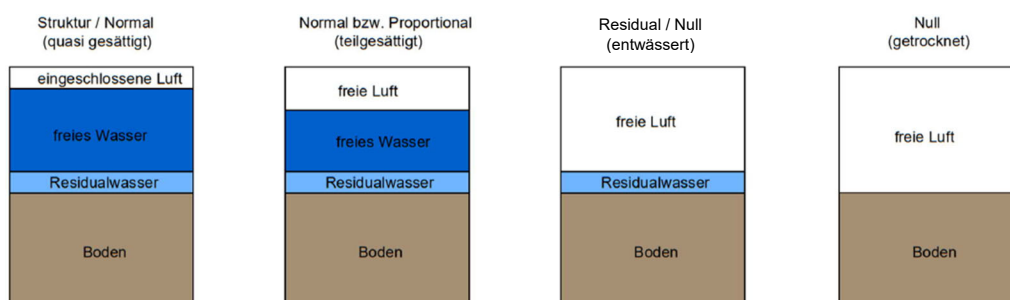 Struktur / Normal
(quasi gesättigt)
eingeschlossene Luft
freies Wasser
Residualwasser
Boden
Normal bzw. Proportional
(teilgesättigt)
freie Luft
freies Wasser
Residualwasser
Boden
Residual / Null
(entwässert)
freie Luft
Residualwasser
Boden
Null
(getrocknet)
freie Luft
Boden